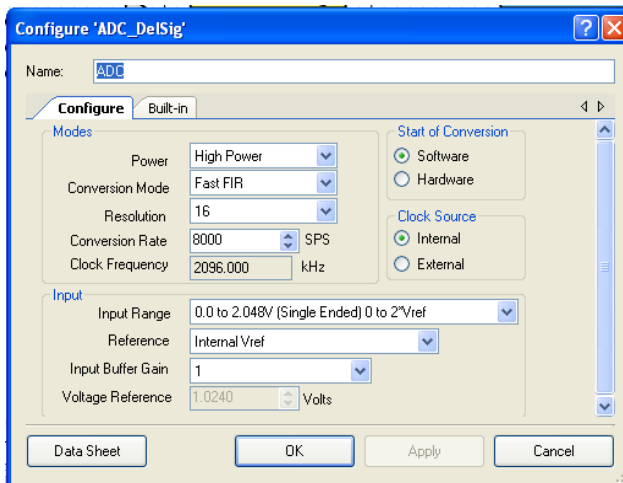 Configure 'ADC_DelSig'
Name: ADC
Configure Built-in
Modes
Power High Power
Conversion Mode Fast FIR
Resolution 16
Conversion Rate 8000 SPS
Clock Frequency 2096.000 kHz
Start of Conversion
Software
Hardware
Clock Source
Internal
External
Input
Input Range 0.0 to 2.048V (Single Ended) 0 to 2*Vref
Reference Internal Vref
Input Buffer Gain 1
Voltage Reference 1.0240 Volts
Data Sheet OK Apply Cancel